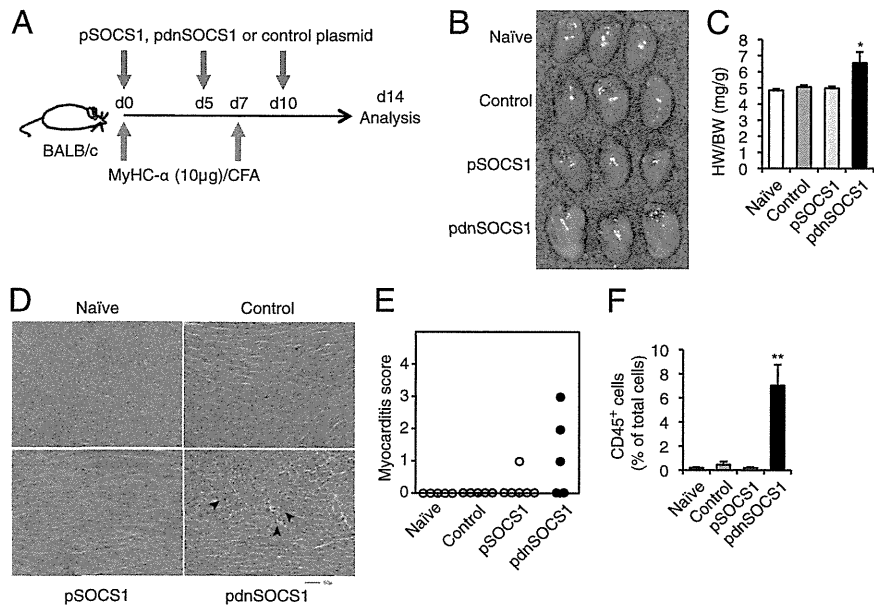 A
pSOCS1, pdnSOCS1 or control plasmid
d0
d5
d7
d10
d14
Analysis
BALB/c
MyHC-α (10µg)/CFA
B
Naïve
Control
pSOCS1
pdnSOCS1
C
HW/BW (mg/g)
8
7
6
5
4
3
2
1
0
*
Naïve
Control
pSOCS1
pdnSOCS1
D
Naïve
Control
pSOCS1
pdnSOCS1
E
Myocarditis score
4
3
2
1
0
Naïve
Control
pSOCS1
pdnSOCS1
F
CD45+ cells
(% of total cells)
10
8
6
4
2
0
**
Naïve
Control
pSOCS1
pdnSOCS1